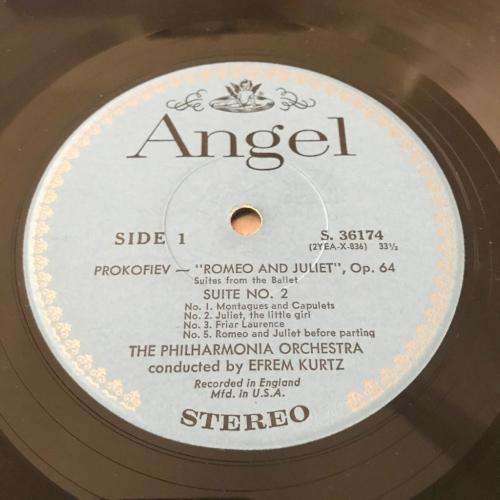 Angel
SIDE 1
S. 36174
(2YEA-X-836) 33⅓
PROKOFIEV — "ROMEO AND JULIET", Op. 64
Suites from the Ballet
SUITE NO. 2
No. 1. Montagues and Capulets
No. 2. Juliet, the little girl
No. 3. Friar Laurence
No. 5. Romeo and Juliet before parting
THE PHILHARMONIA ORCHESTRA
conducted by EFREM KURTZ
Recorded in England
Mfd. in U.S.A.
STEREO